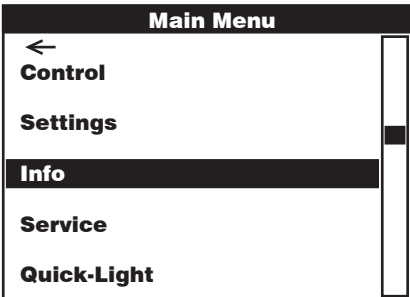 Main Menu
←
Control
Settings
Info
Service
Quick-Light